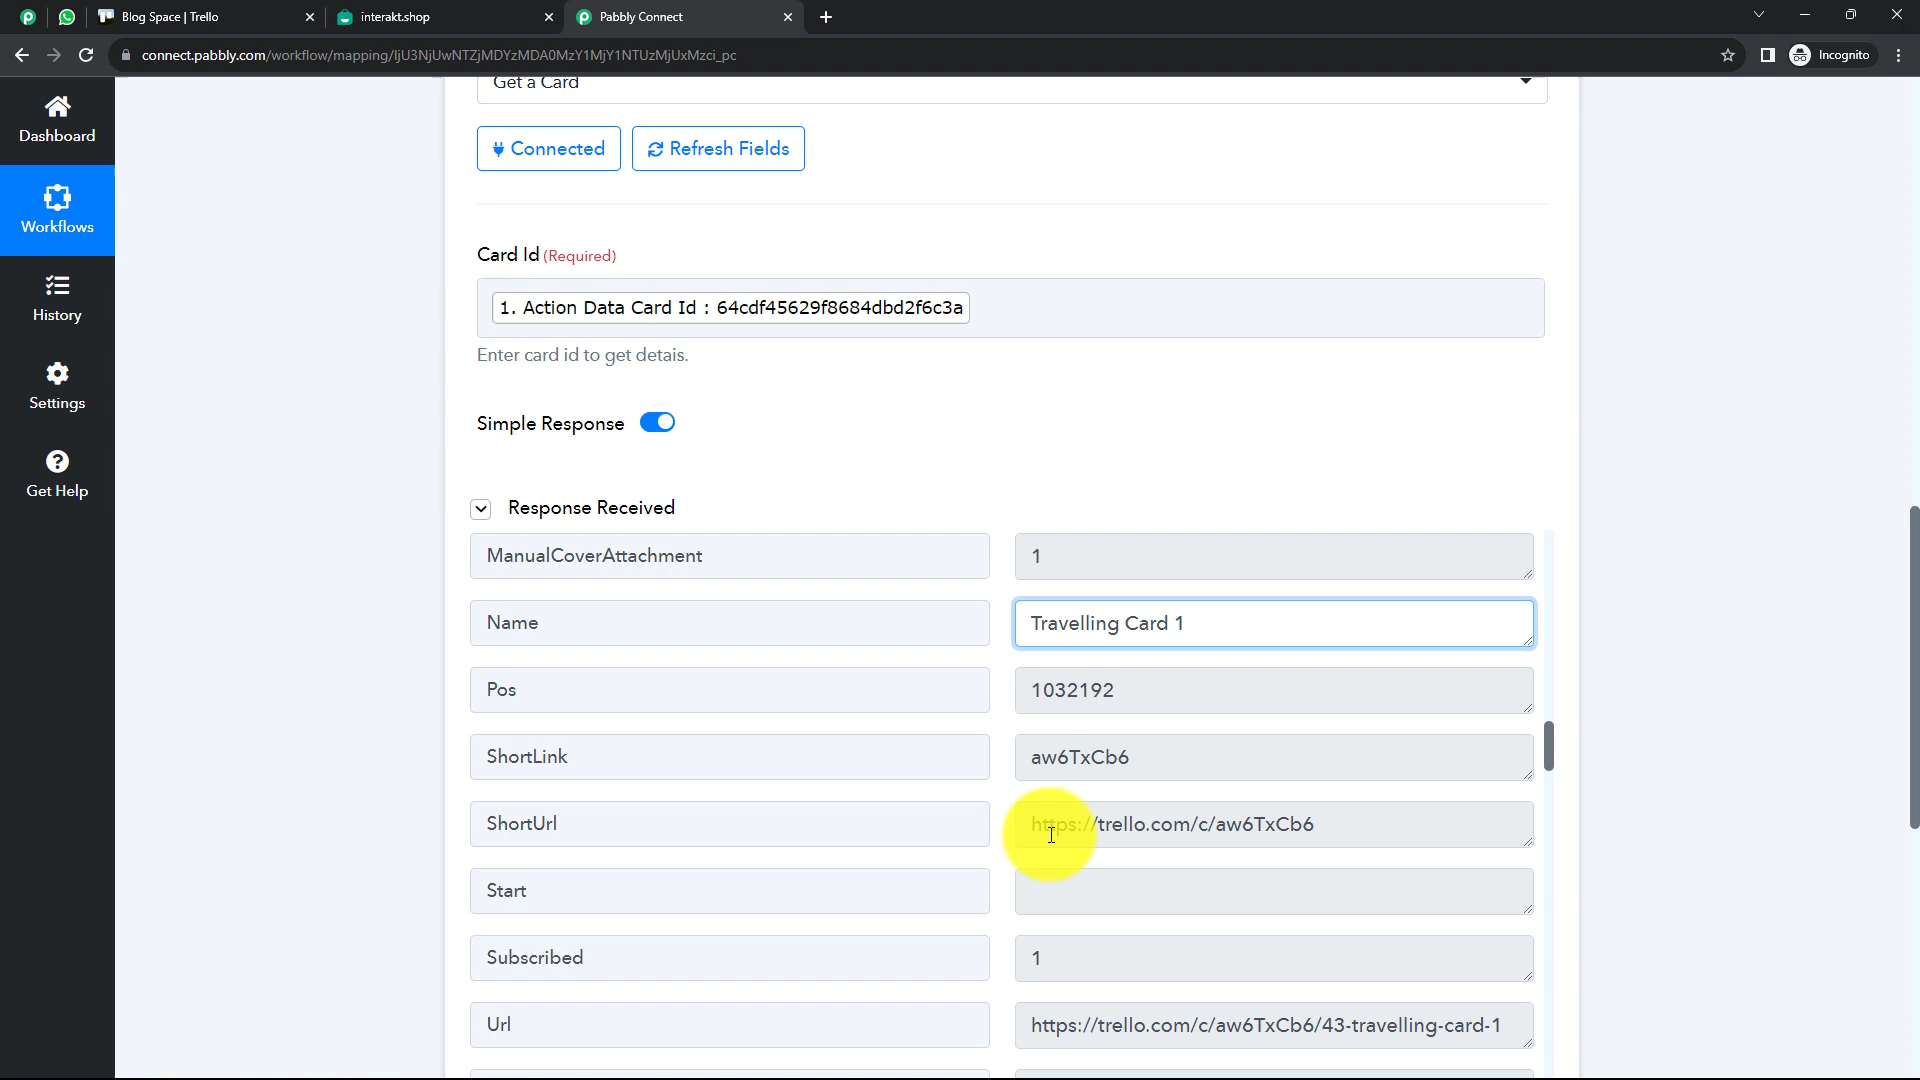 Blog Space | Trello
interakt.shop
Pabbly Connect
connect.pabbly.com/workflow/mapping/IjU3NjUwNTZjMDYzMDA0MzY1MjY1NTUzMjUxMzci_pc
Incognito
Dashboard
Workflows
History
Settings
Get Help
Get a Card
Connected
Refresh Fields
Card Id (Required)
1. Action Data Card Id : 64cdf45629f8684dbd2f6c3a
Enter card id to get detais.
Simple Response
Response Received
ManualCoverAttachment
1
Name
Travelling Card 1
Pos
1032192
ShortLink
aw6TxCb6
ShortUrl
https://trello.com/c/aw6TxCb6
Start
Subscribed
1
Url
https://trello.com/c/aw6TxCb6/43-travelling-card-1